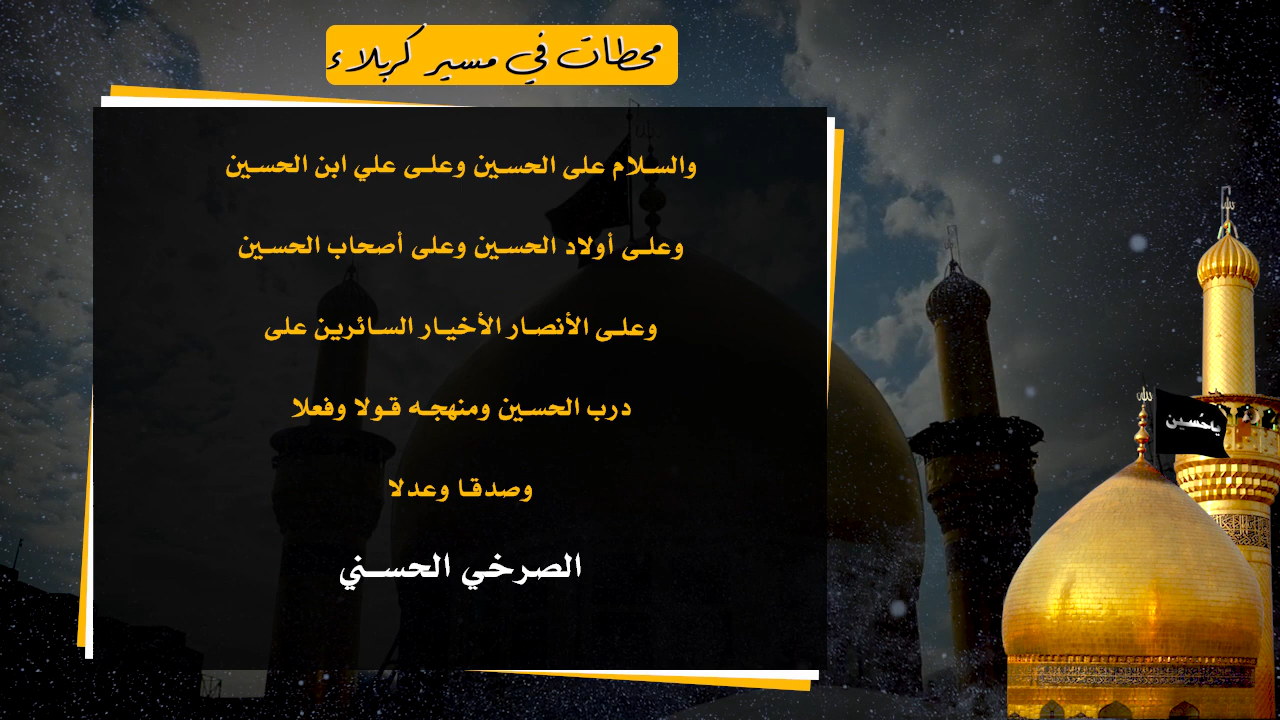 محطات في مسير كربلاء
والسلام على الحسين وعلى علي ابن الحسين
وعلى أولاد الحسين وعلى أصحاب الحسين
وعلى الأنصار الأخيار السائرين على
درب الحسين ومنهجه قولا وفعلا
وصدقا وعدلا
الصرخي الحسني
ياحسين